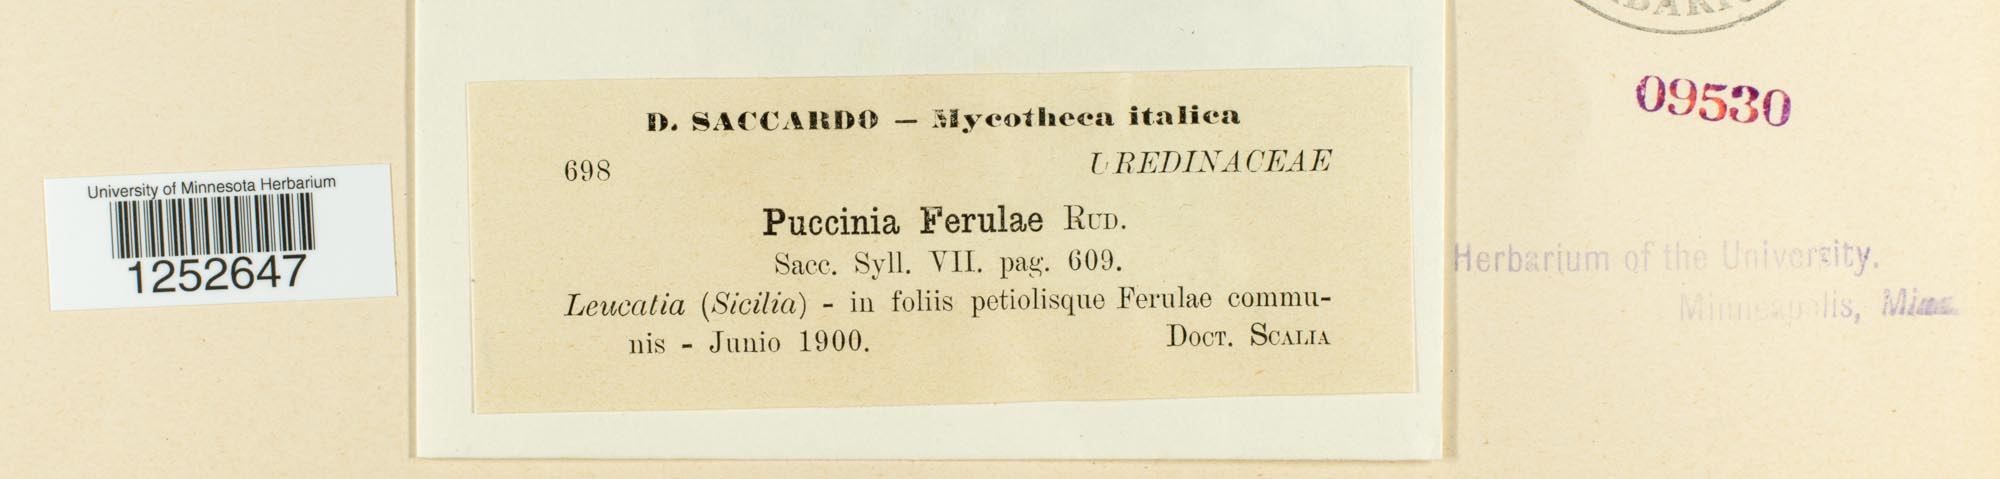 BARIU
09530
D. SACCARDO — Mycotheca italica
698 UREDINACEAE
Puccinia Ferulae RUD.
Sacc. Syll. VII. pag. 609.
Leucatia (Sicilia) - in foliis petiolisque Ferulae commu-
nis - Junio 1900. DOCT. SCALIA
University of Minnesota Herbarium
1252647
Herbarium of the University.
Minneapolis, Minn.